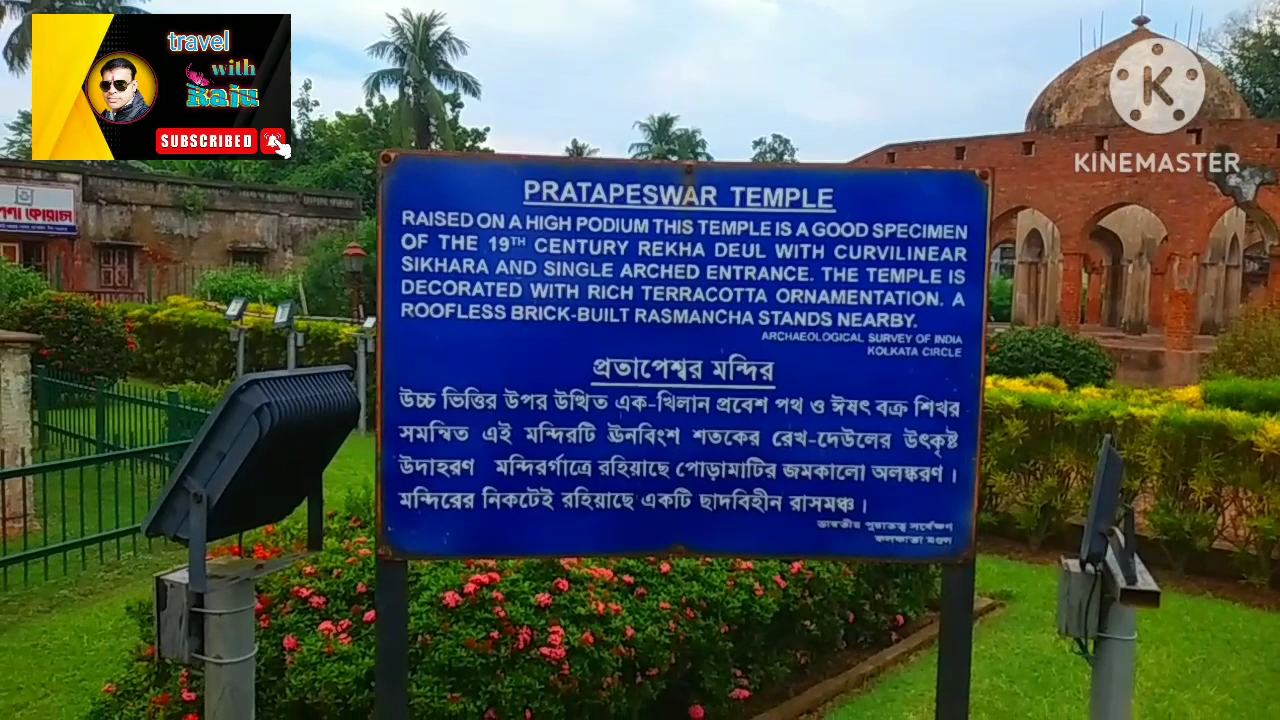 travel
with
Raju
SUBSCRIBED
KINEMASTER
PRATAPESWAR TEMPLE
RAISED ON A HIGH PODIUM THIS TEMPLE IS A GOOD SPECIMEN
OF THE 19TH CENTURY REKHA DEUL WITH CURVILINEAR
SIKHARA AND SINGLE ARCHED ENTRANCE. THE TEMPLE IS
DECORATED WITH RICH TERRACOTTA ORNAMENTATION. A
ROOFLESS BRICK-BUILT RASMANCHA STANDS NEARBY.
ARCHAEOLOGICAL SURVEY OF INDIA
KOLKATA CIRCLE
প্রতাপেশ্বর মন্দির
উচ্চ ভিত্তির উপর উত্থিত এক-খিলান প্রবেশ পথ ও ঈষৎ বক্র শিখর
সমন্বিত এই মন্দিরটি ঊনবিংশ শতকের রেখ-দেউলের উৎকৃষ্ট
উদাহরণ মন্দিরর্গাত্রে রহিয়াছে পোড়ামাটির জমকালো অলঙ্করণ।
মন্দিরের নিকটেই রহিয়াছে একটি ছাদবিহীন রাসমঞ্চ।
ভারতীয় পুরাতত্ত্ব সর্বেক্ষণ
কলকাতা মণ্ডল